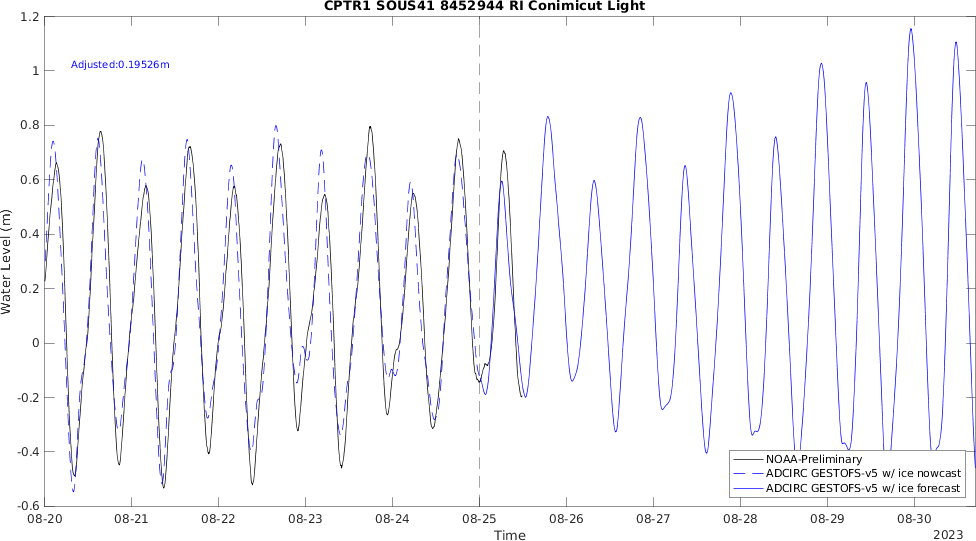 CPTR1 SOUS41 8452944 RI Conimicut Light
1.2
1
0.8
0.6
0.4
0.2
0
-0.2
-0.4
-0.6
Water Level (m)
Adjusted:0.19526m
NOAA-Preliminary
ADCIRC GESTOFS-v5 w/ ice nowcast
ADCIRC GESTOFS-v5 w/ ice forecast
08-20 08-21 08-22 08-23 08-24 08-25 08-26 08-27 08-28 08-29 08-30
Time
2023